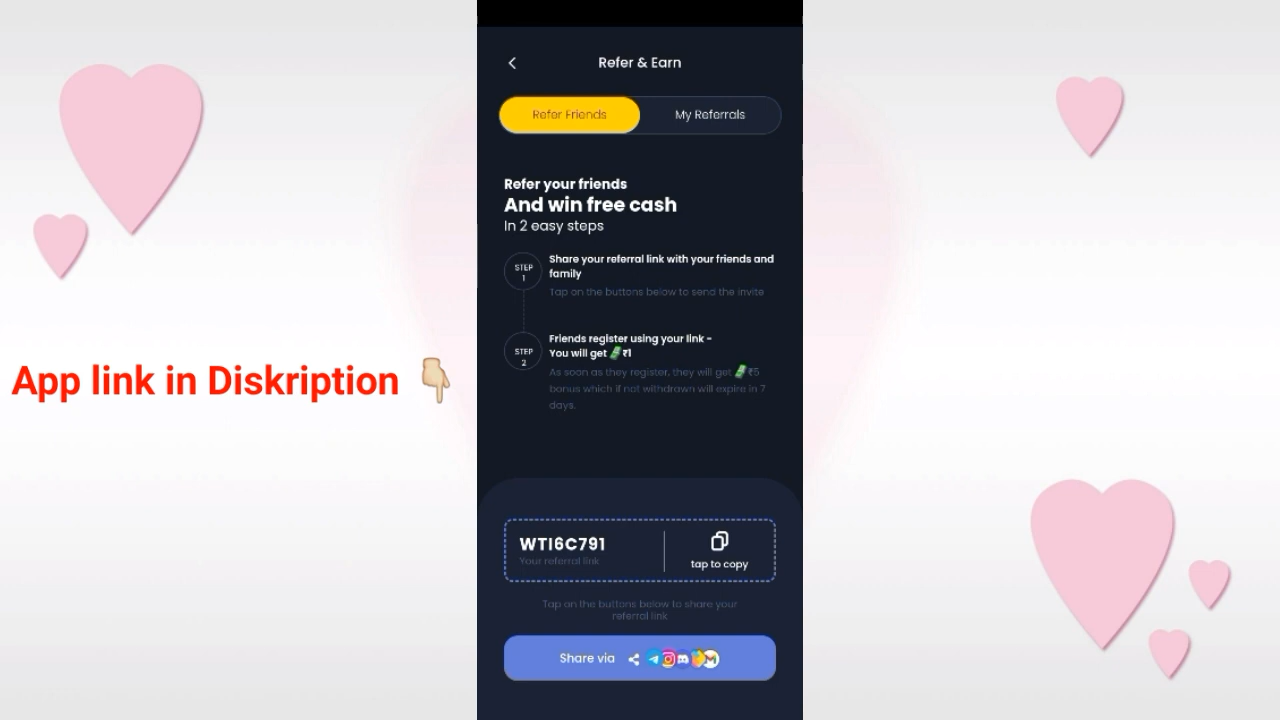 Refer & Earn
Refer Friends
My Referrals
Refer your friends
And win free cash
In 2 easy steps
STEP
1
Share your referral link with your friends and
family
Tap on the buttons below to send the invite
STEP
2
Friends register using your link -
You will get 💵₹1
As soon as they register, they will get 💵₹5
bonus which if not withdrawn will expire in 7
days.
App link in Diskription 👇🏼
WTI6C791
Your referral link
tap to copy
Tap on the buttons below to share your
referral link
Share via